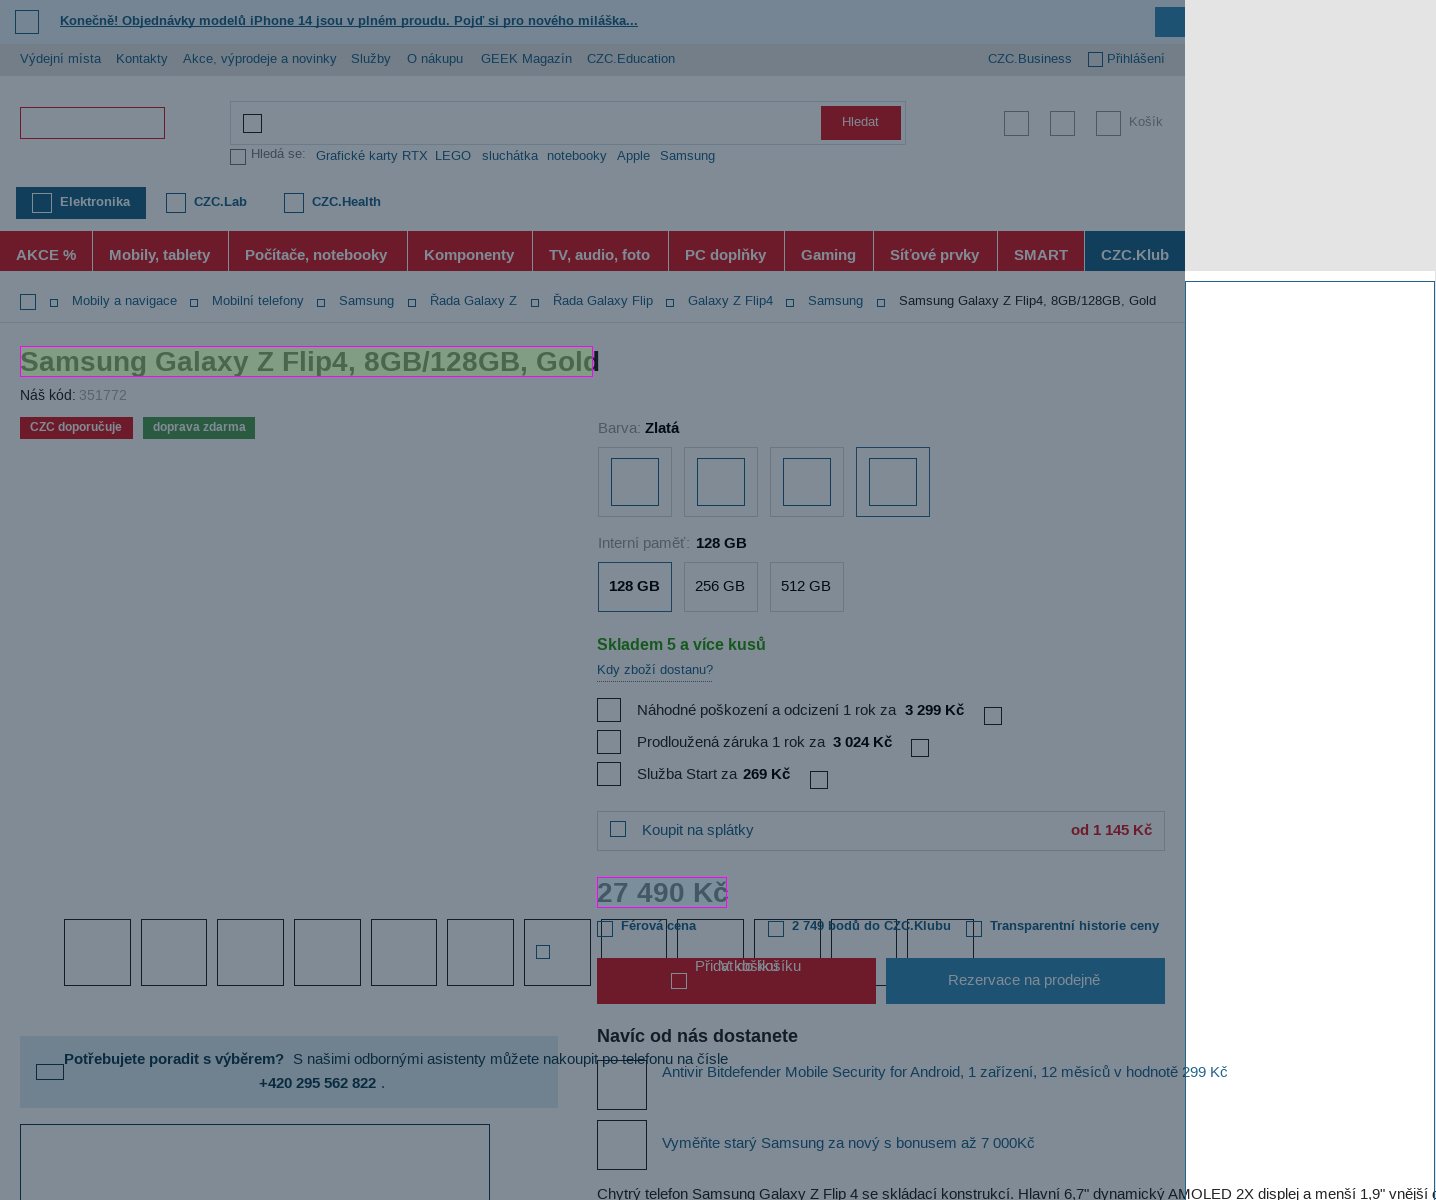 Konečně! Objednávky modelů iPhone 14 jsou v plném proudu. Pojď si pro nového miláška...
Výdejní místa Kontakty Akce, výprodeje a novinky Služby O nákupu GEEK Magazín CZC.Education CZC.Business Přihlášení
Hledat Košík
Hledá se: Grafické karty RTX LEGO sluchátka notebooky Apple Samsung
Elektronika CZC.Lab CZC.Health
AKCE % Mobily, tablety Počítače, notebooky Komponenty TV, audio, foto PC doplňky Gaming Síťové prvky SMART CZC.Klub
Mobily a navigace Mobilní telefony Samsung Řada Galaxy Z Řada Galaxy Flip Galaxy Z Flip4 Samsung Samsung Galaxy Z Flip4, 8GB/128GB, Gold
Samsung Galaxy Z Flip4, 8GB/128GB, Gold
Náš kód: 351772
CZC doporučuje doprava zdarma
Barva: Zlatá
Interní paměť: 128 GB
128 GB 256 GB 512 GB
Skladem 5 a více kusů
Kdy zboží dostanu?
Náhodné poškození a odcizení 1 rok za 3 299 Kč
Prodloužená záruka 1 rok za 3 024 Kč
Služba Start za 269 Kč
Koupit na splátky od 1 145 Kč
27 490 Kč
Férová cena 2 749 bodů do CZC.Klubu Transparentní historie ceny
Přidat do košíku V košíku
Rezervace na prodejně
Navíc od nás dostanete
Potřebujete poradit s výběrem? S našimi odbornými asistenty můžete nakoupit po telefonu na čísle
+420 295 562 822 .
Antivir Bitdefender Mobile Security for Android, 1 zařízení, 12 měsíců v hodnotě 299 Kč
Vyměňte starý Samsung za nový s bonusem až 7 000Kč
Chytrý telefon Samsung Galaxy Z Flip 4 se skládací konstrukcí. Hlavní 6,7" dynamický AMOLED 2X displej a menší 1,9" vnější